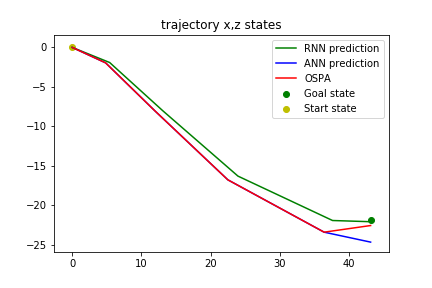 trajectory x,z states
RNN prediction
ANN prediction
OSPA
Goal state
Start state
0
−5
−10
−15
−20
−25
0
10
20
30
40